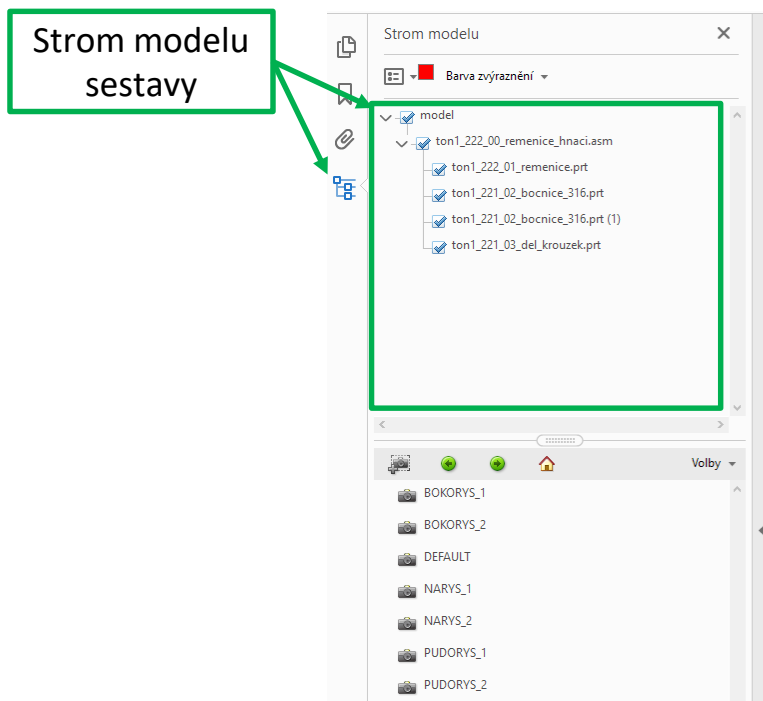 Strom modelu
sestavy
Strom modelu
Barva zvýraznění
model
ton1_222_00_remenice_hnaci.asm
ton1_222_01_remenice.prt
ton1_221_02_bocnice_316.prt
ton1_221_02_bocnice_316.prt (1)
ton1_221_03_del_krouzek.prt
Volby
BOKORYS_1
BOKORYS_2
DEFAULT
NARYS_1
NARYS_2
PUDORYS_1
PUDORYS_2